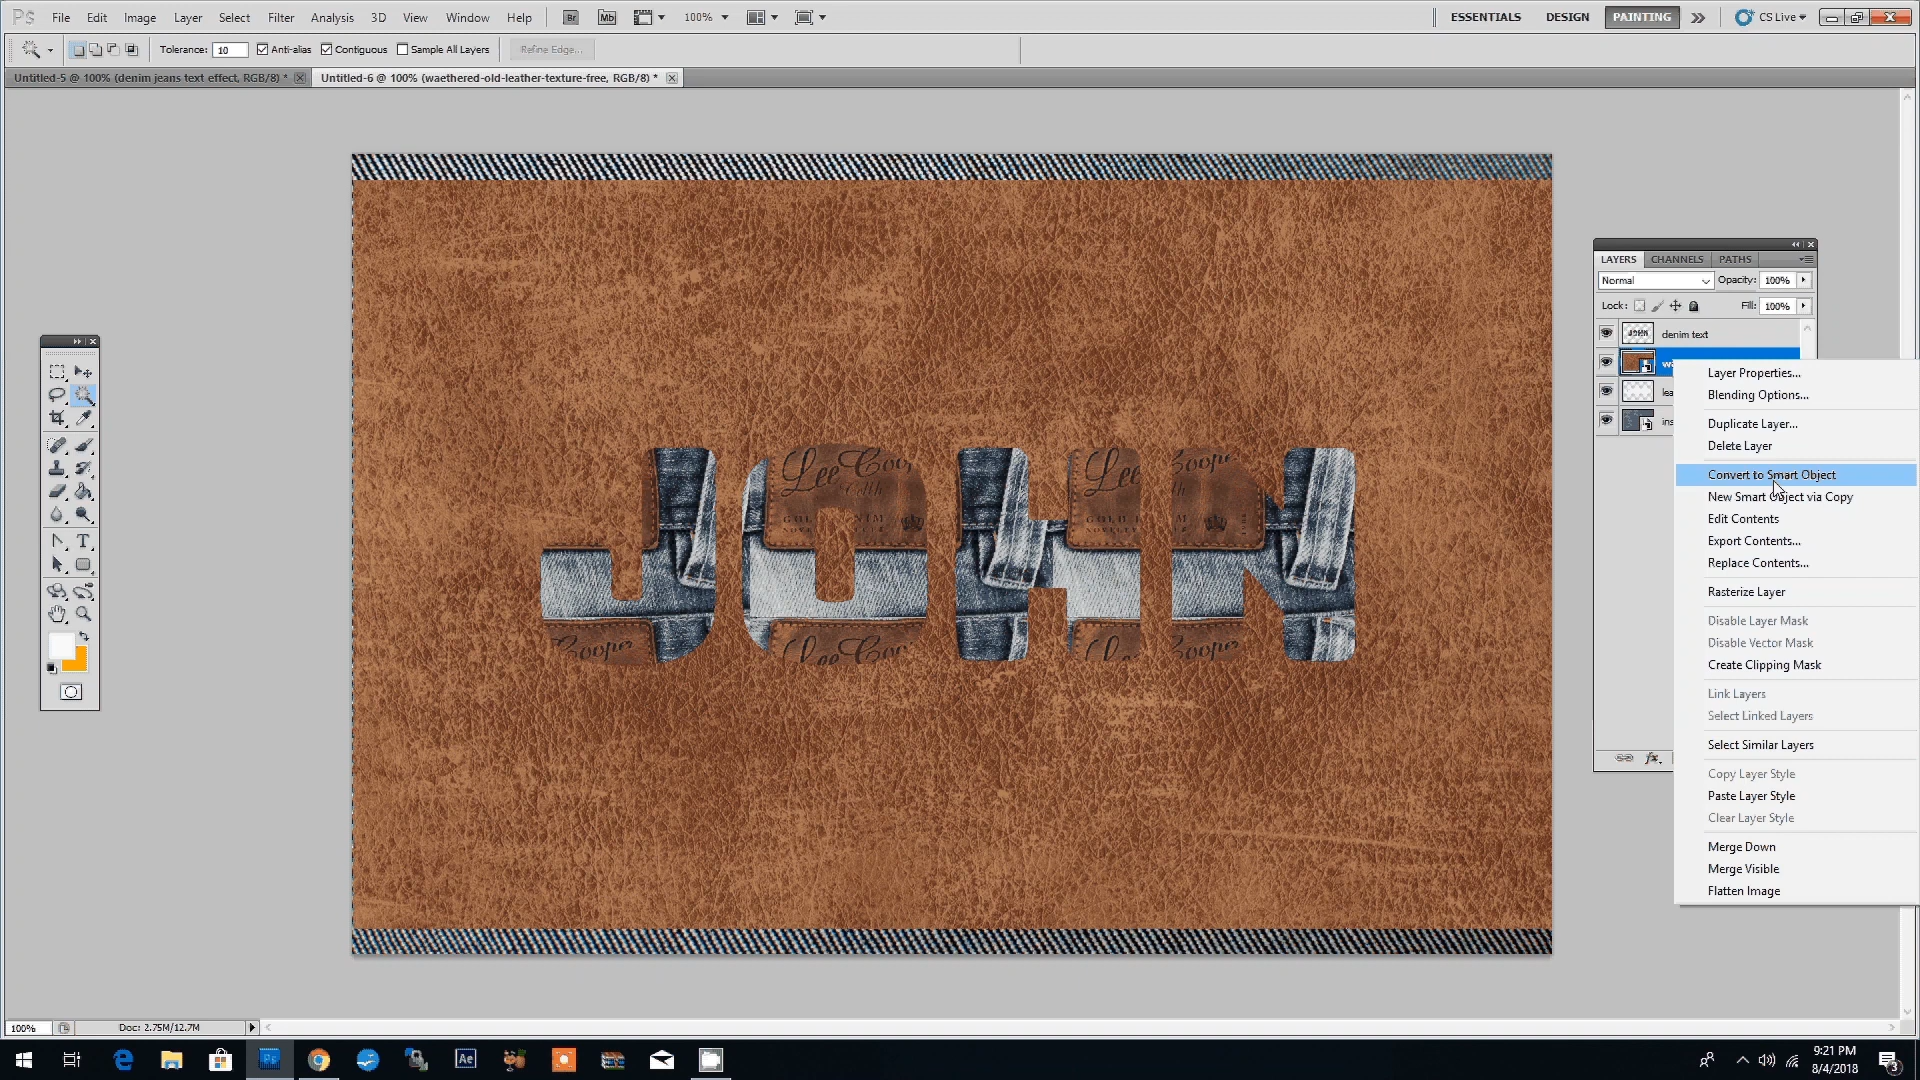 Ps File Edit Image Layer Select Filter Analysis 3D View Window Help Br Mb 100% ESSENTIALS DESIGN PAINTING CS Live
Tolerance: 10 Anti-alias Contiguous Sample All Layers Refine Edge...
Untitled-5 @ 100% (denim jeans text effect, RGB/8) * Untitled-6 @ 100% (waethered-old-leather-texture-free, RGB/8) *
LAYERS CHANNELS PATHS
Normal Opacity: 100%
Lock: Fill: 100%
denim text
Layer Properties...
Blending Options...
Duplicate Layer...
Delete Layer
Convert to Smart Object
New Smart Object via Copy
Edit Contents
Export Contents...
Replace Contents...
Rasterize Layer
Disable Layer Mask
Disable Vector Mask
Create Clipping Mask
Link Layers
Select Linked Layers
Select Similar Layers
Copy Layer Style
Paste Layer Style
Clear Layer Style
Merge Down
Merge Visible
Flatten Image
JOHN
100% Doc: 2.75M/12.7M
Ae
9:21 PM
8/4/2018
3